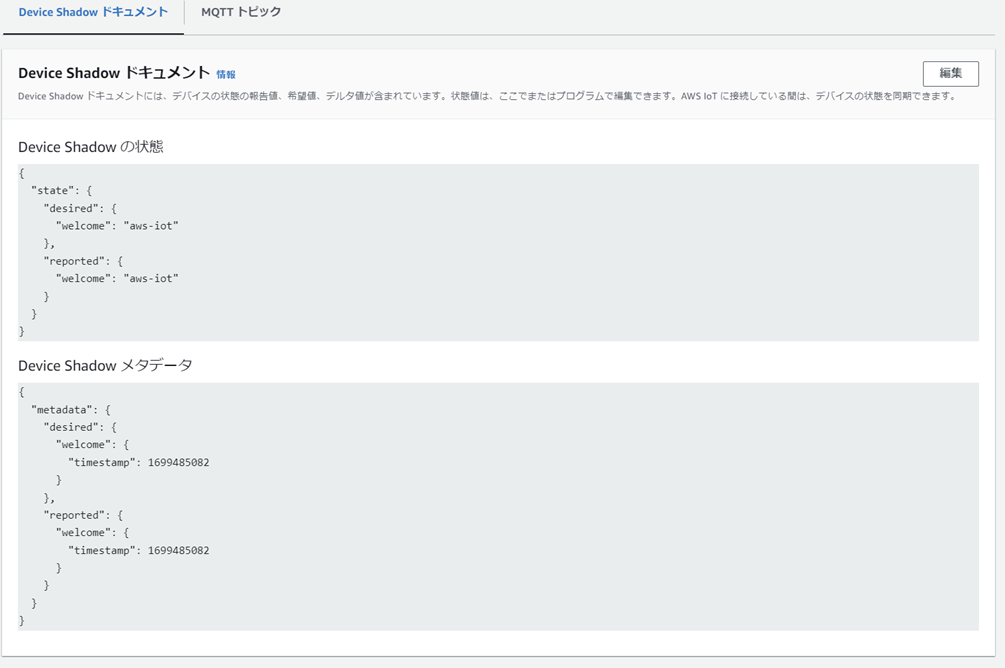 Device Shadow ドキュメント MQTT トピック
Device Shadow ドキュメント 情報 編集
Device Shadow ドキュメントには、デバイスの状態の報告値、希望値、デルタ値が含まれています。状態値は、ここでまたはプログラムで編集できます。AWS IoT に接続している間は、デバイスの状態を同期できます。
Device Shadow の状態
{
  "state": {
    "desired": {
      "welcome": "aws-iot"
    },
    "reported": {
      "welcome": "aws-iot"
    }
  }
}
Device Shadow メタデータ
{
  "metadata": {
    "desired": {
      "welcome": {
        "timestamp": 1699485082
      }
    },
    "reported": {
      "welcome": {
        "timestamp": 1699485082
      }
    }
  }
}